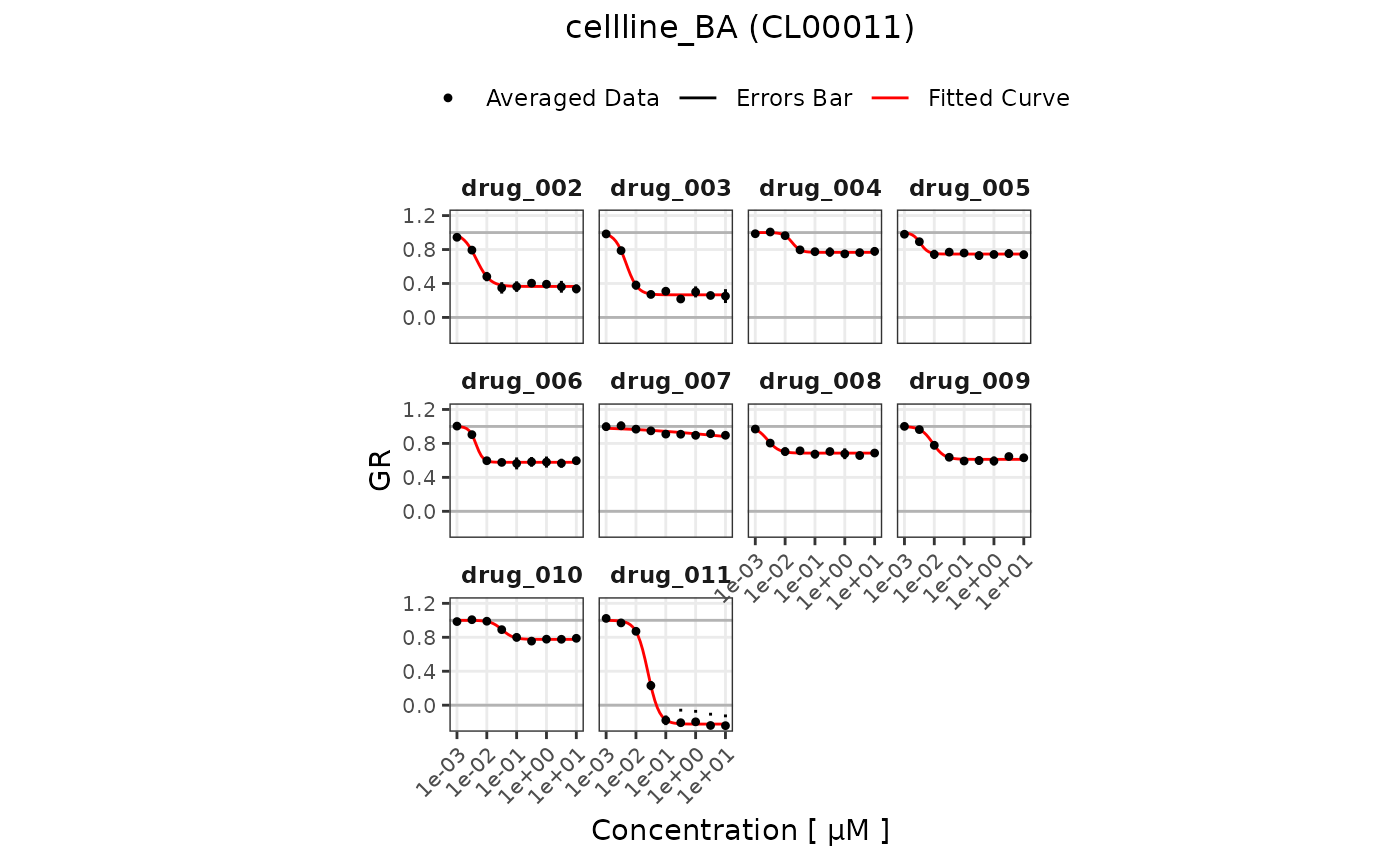 cellline_BA (CL00011)
Averaged Data Errors Bar Fitted Curve
drug_002 drug_003 drug_004 drug_005
1.2
0.8
0.4
0.0
drug_006 drug_007 drug_008 drug_009
1.2
0.8
0.4
0.0
GR
1e-03 1e-02 1e-01 1e+00 1e+01 1e-03 1e-02 1e-01 1e+00 1e+01
drug_010 drug_011
1.2
0.8
0.4
0.0
1e-03 1e-02 1e-01 1e+00 1e+01 1e-03 1e-02 1e-01 1e+00 1e+01
Concentration [ µM ]